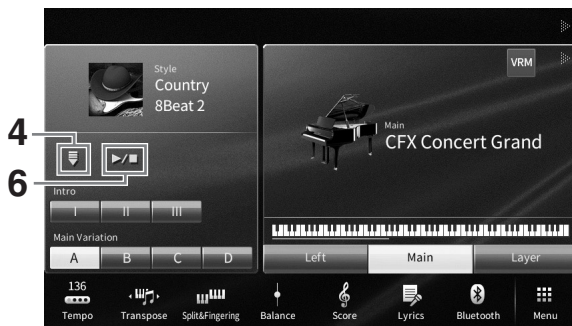 VRM
Style
Country
8Beat 2
4
Main
CFX Concert Grand
6
Intro
I II III
Main Variation
A B C D
Left Main Layer
136
Tempo Transpose Split&Fingering Balance Score Lyrics Bluetooth Menu